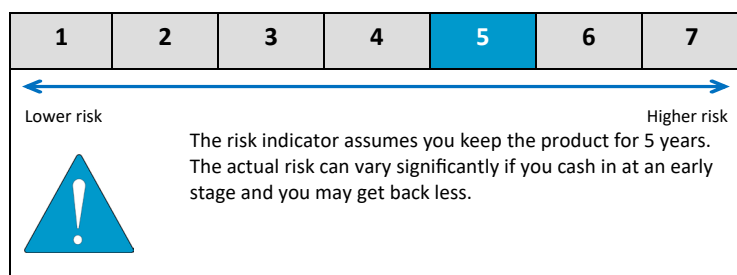 1 2 3 4 5 6 7
Lower risk Higher risk
The risk indicator assumes you keep the product for 5 years.
The actual risk can vary significantly if you cash in at an early
stage and you may get back less.